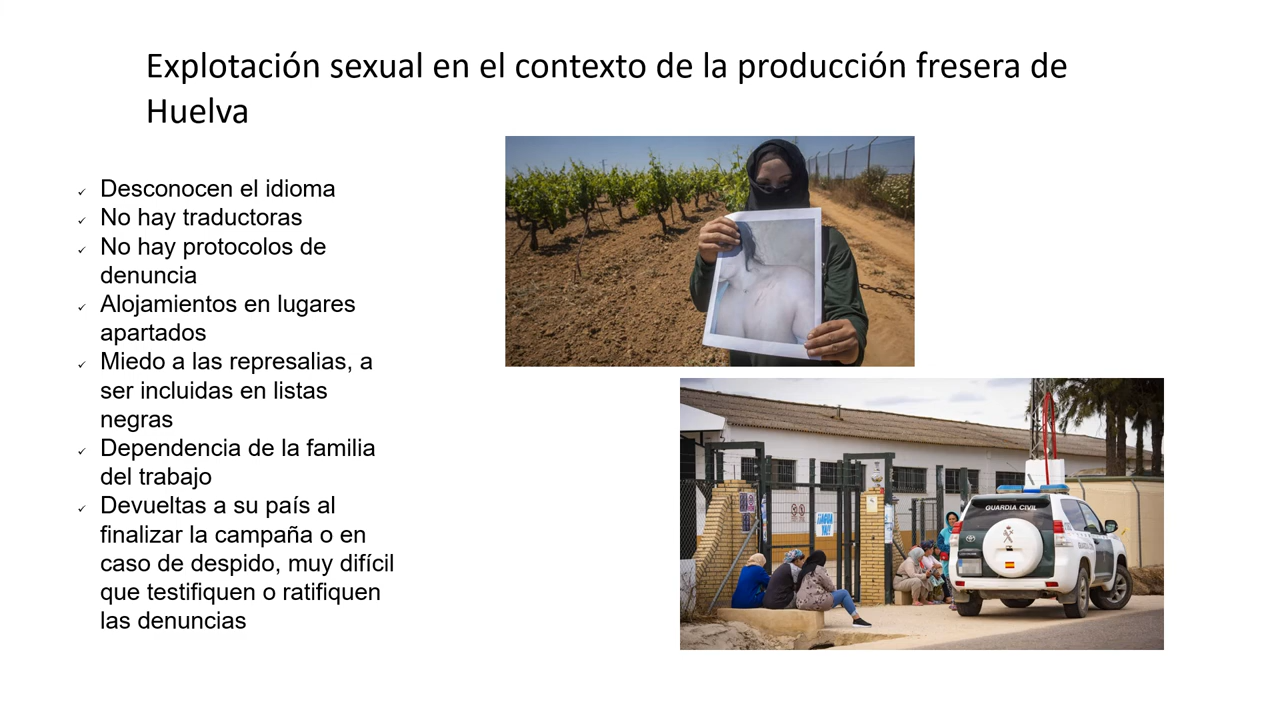 Explotación sexual en el contexto de la producción fresera de
Huelva
Desconocen el idioma
No hay traductoras
No hay protocolos de
denuncia
Alojamientos en lugares
apartados
Miedo a las represalias, a
ser incluidas en listas
negras
Dependencia de la familia
del trabajo
Devueltas a su país al
finalizar la campaña o en
caso de despido, muy difícil
que testifiquen o ratifiquen
las denuncias
GUARDIA CIVIL